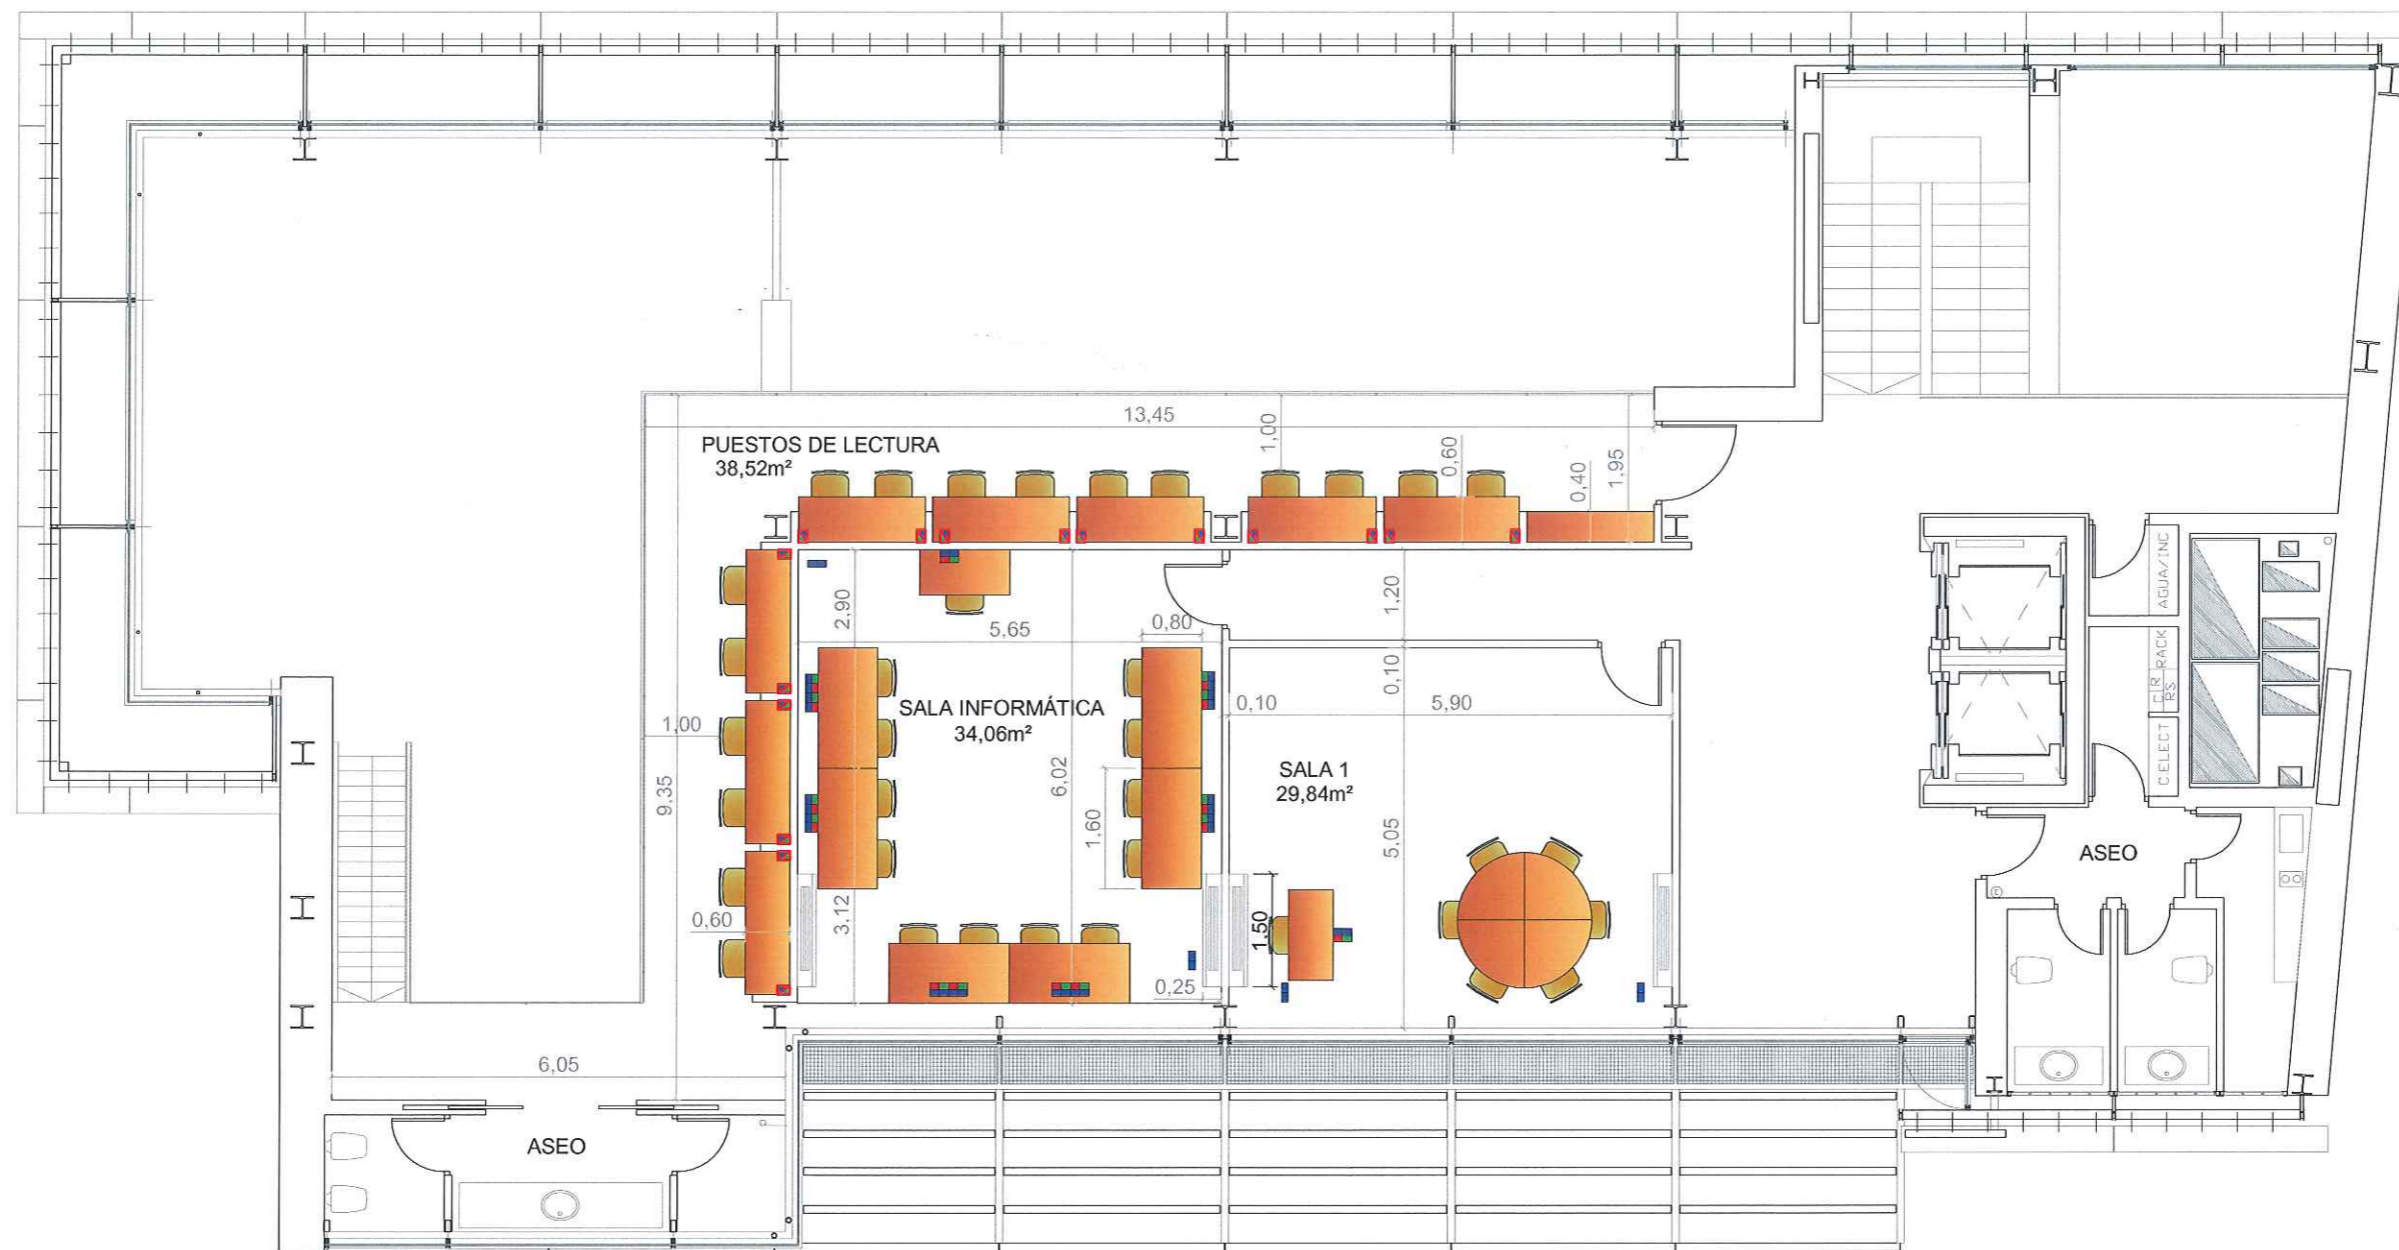 13,45
PUESTOS DE LECTURA
38,52m²
1,00
0,60
0,40
1,95
AGUA/INC
2,90
1,20
5,65
0,80
RACK
0,10
SALA INFORMÁTICA
34,06m²
0,10
5,90
1,00
C ELECT
9,35
6,02
SALA 1
29,84m²
1.60
5,05
ASEO
0,60
3,12
1,50
0,25
6,05
ASEO